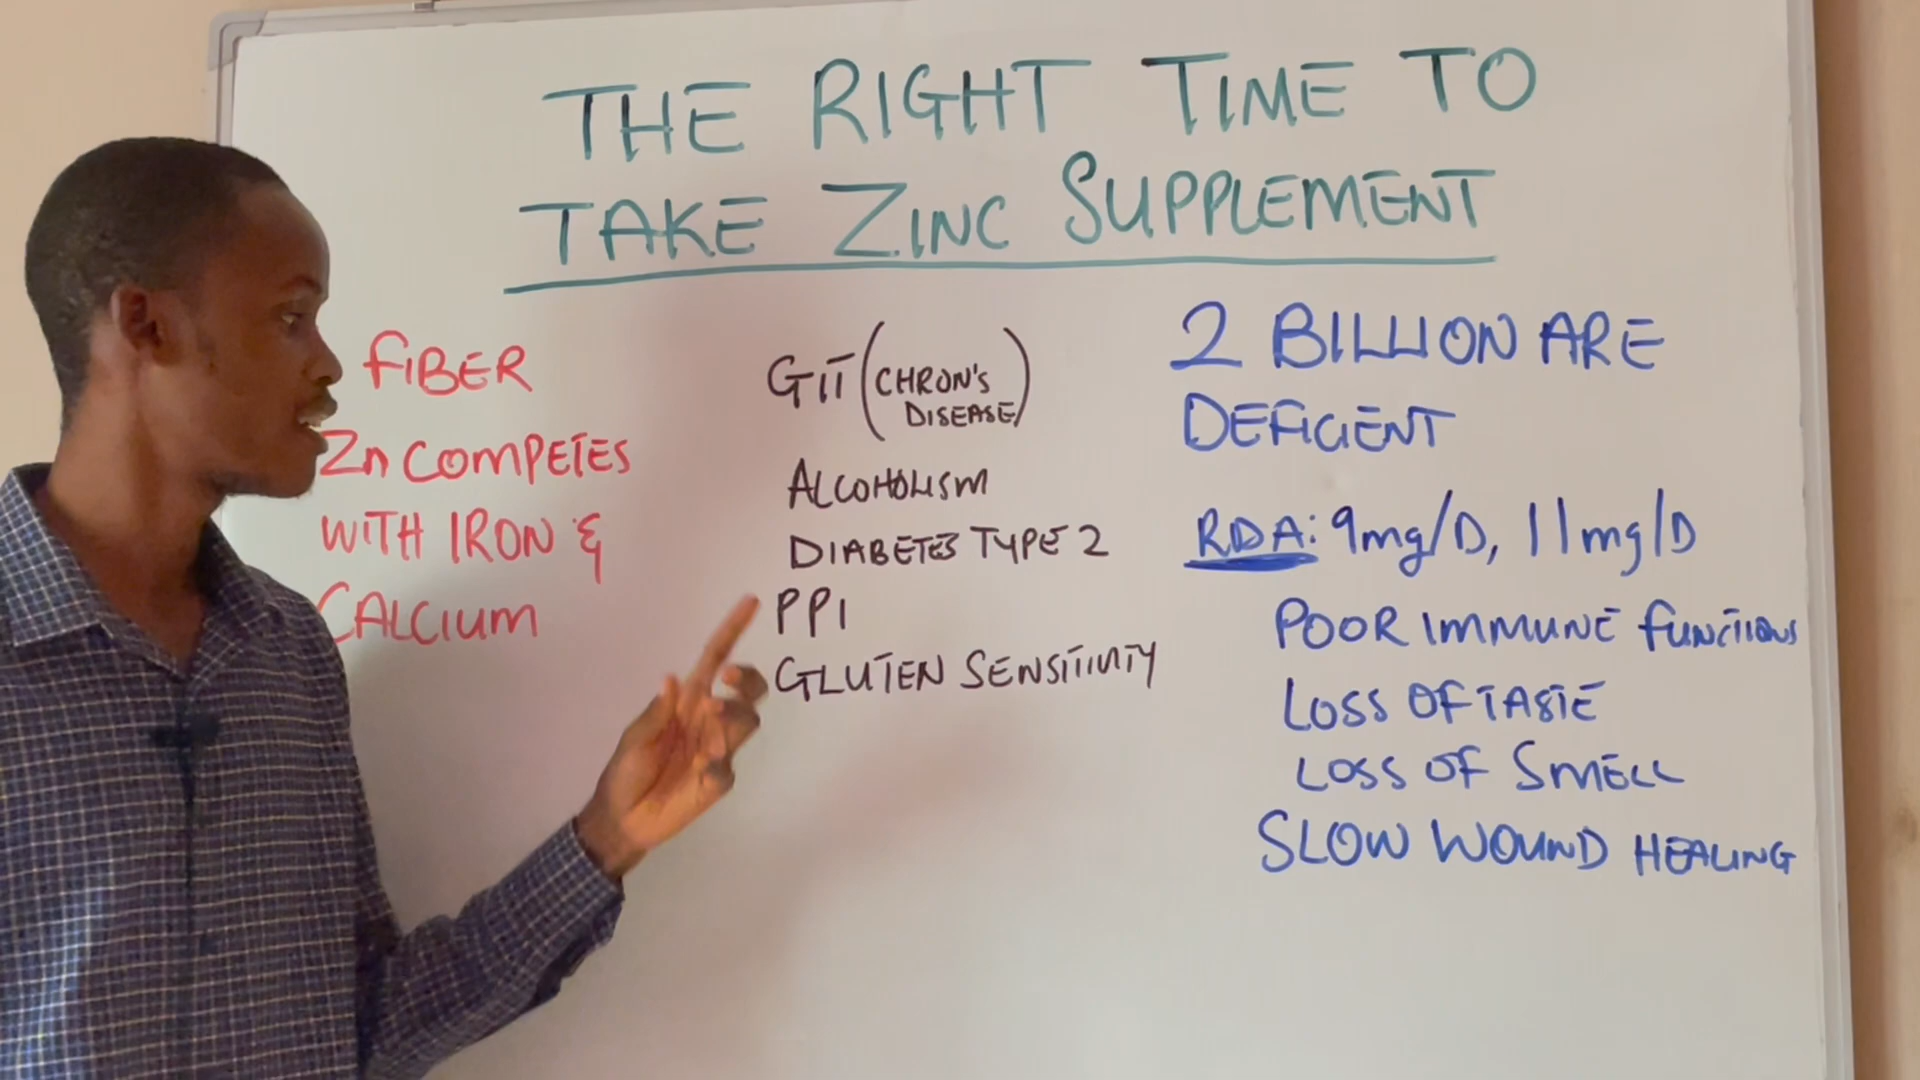 THE RIGHT TIME TO
TAKE ZINC SUPPLEMENT
FIBER
Zn COMPETES
WITH IRON &
CALCIUM
GIT (CHRON'S
DISEASE)
ALCOHOLISM
DIABETES TYPE 2
PPI
GLUTEN SENSITIVITY
2 BILLION ARE
DEFICIENT
RDA: 9mg/D, 11mg/D
POOR IMMUNE FUNCTIONS
LOSS OF TASTE
LOSS OF SMELL
SLOW WOUND HEALING